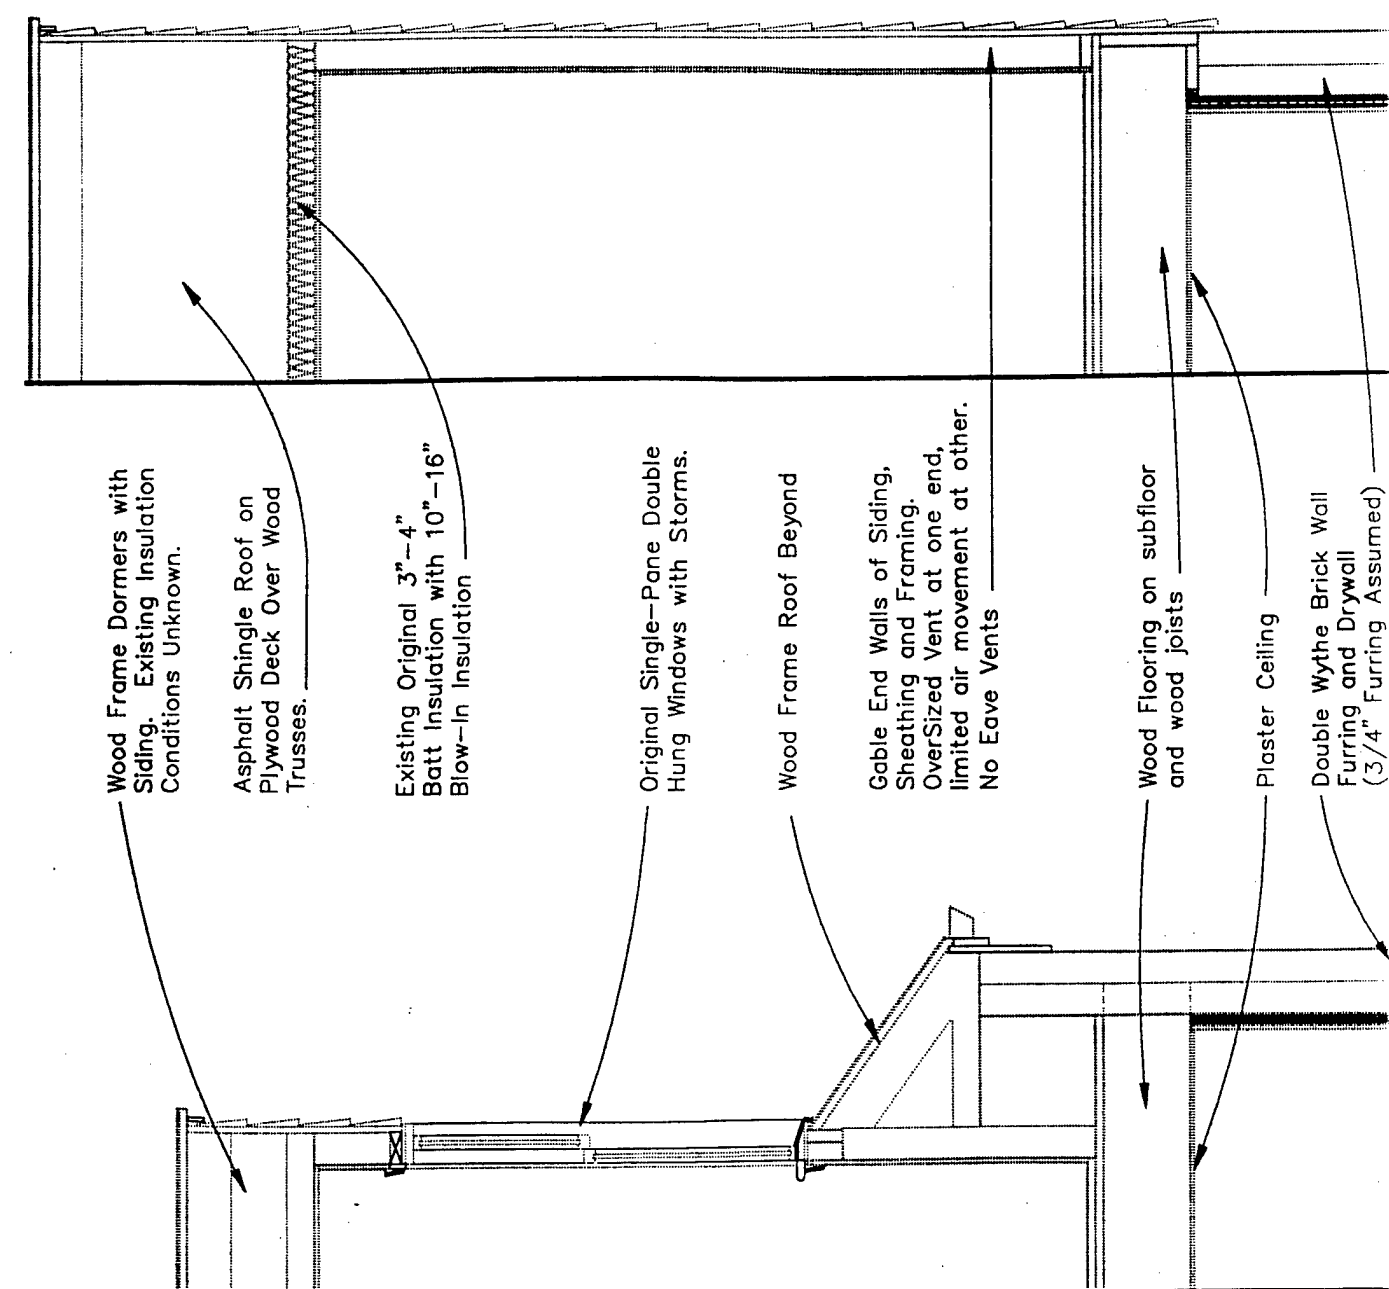 Wood Frame Dormers with
Siding. Existing Insulation
Conditions Unknown.
Asphalt Shingle Roof on
Plywood Deck Over Wood
Trusses.
Existing Original 3"-4"
Batt Insulation with 10"-16"
Blow-In Insulation
Original Single-Pane Double
Hung Windows with Storms.
Wood Frame Roof Beyond
Gable End Walls of Siding,
Sheathing and Framing.
OverSized Vent at one end,
limited air movement at other.
No Eave Vents
Wood Flooring on subfloor
and wood joists
Plaster Ceiling
Double Wythe Brick Wall
Furring and Drywall
(3/4" Furring Assumed)